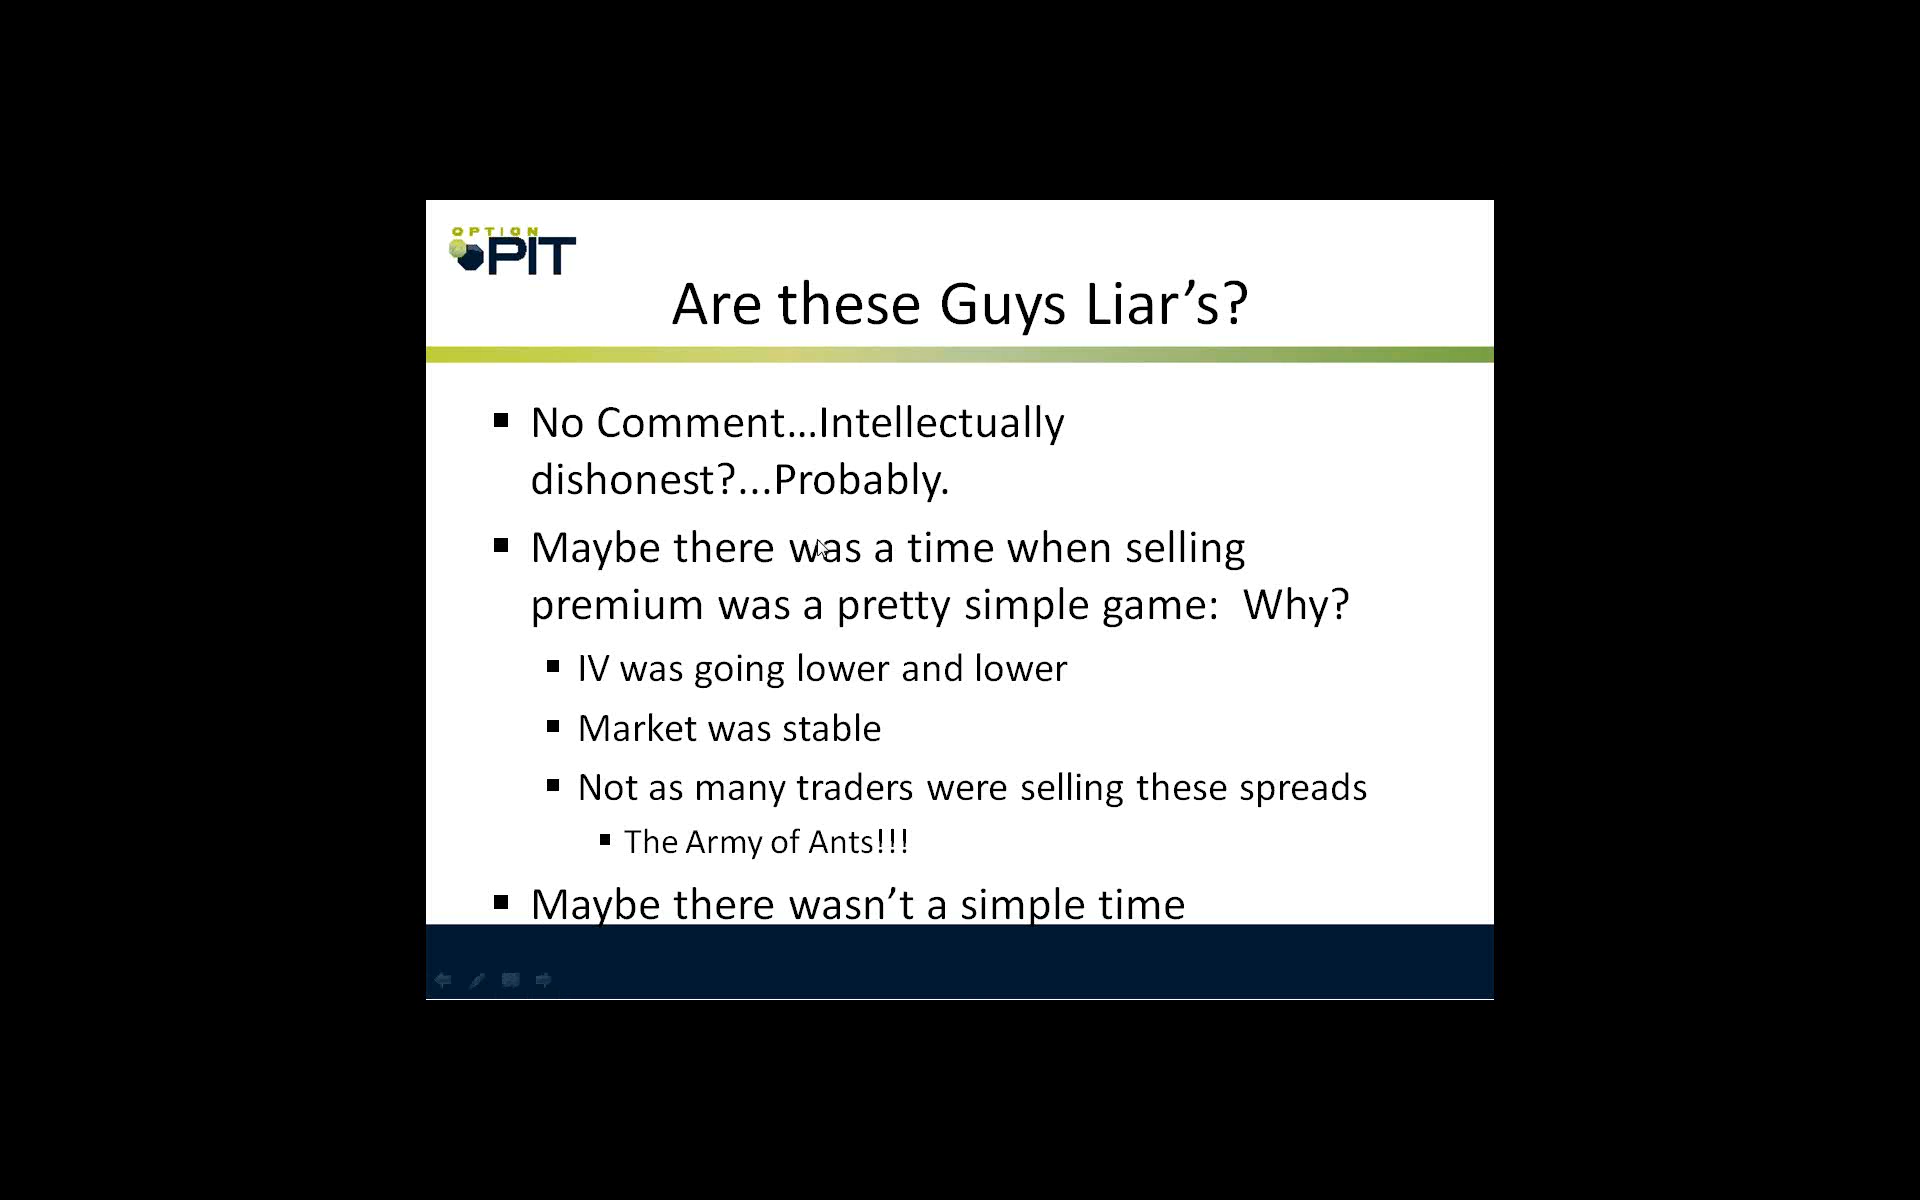 OPTION
PIT
Are these Guys Liar’s?
No Comment…Intellectually
dishonest?...Probably.
Maybe there was a time when selling
premium was a pretty simple game:  Why?
IV was going lower and lower
Market was stable
Not as many traders were selling these spreads
The Army of Ants!!!
Maybe there wasn’t a simple time